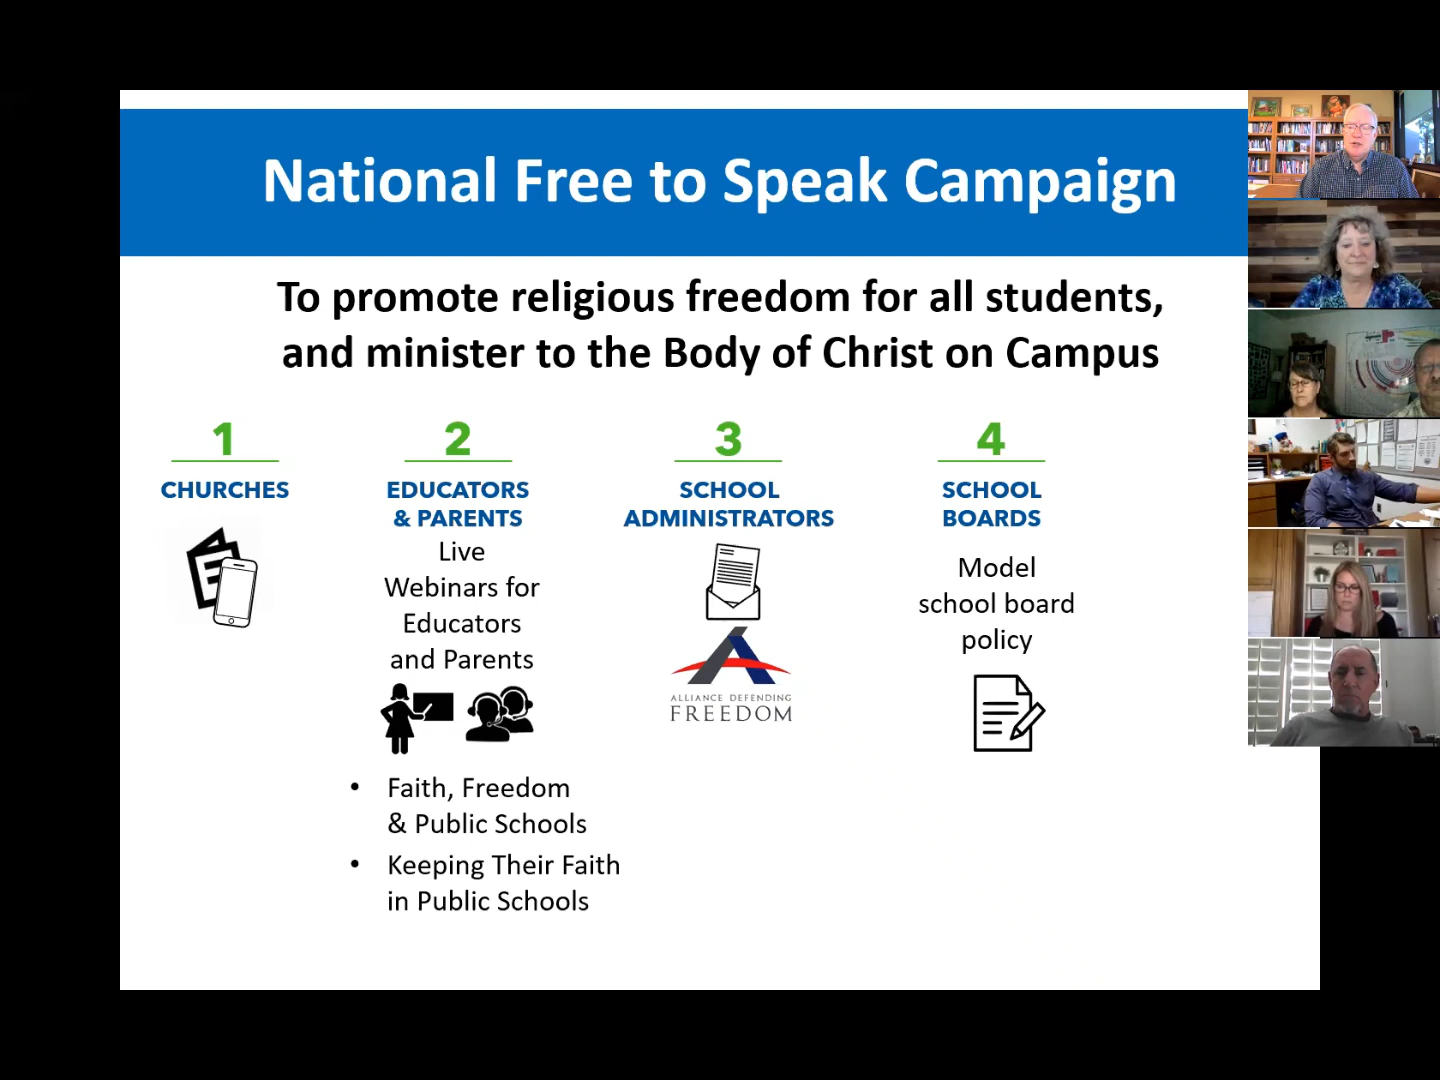 National Free to Speak Campaign
To promote religious freedom for all students,
and minister to the Body of Christ on Campus
1
CHURCHES
2
EDUCATORS
& PARENTS
Live
Webinars for
Educators
and Parents
• Faith, Freedom
& Public Schools
• Keeping Their Faith
in Public Schools
3
SCHOOL
ADMINISTRATORS
ALLIANCE DEFENDING
FREEDOM
4
SCHOOL
BOARDS
Model
school board
policy